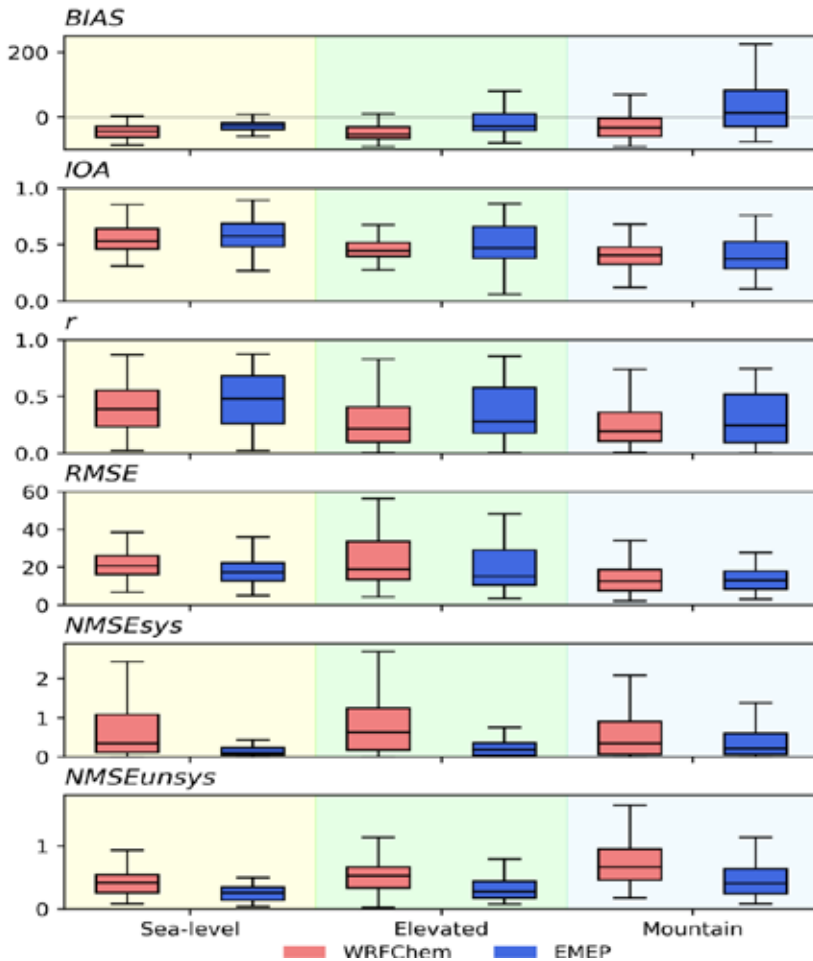 BIAS
200
0
IOA
1.0
0.5
0.0
r
1.0
0.5
0.0
RMSE
60
40
20
0
NMSEsys
2
1
0
NMSEunsys
1
0
Sea-level Elevated Mountain
WRFChem EMEP